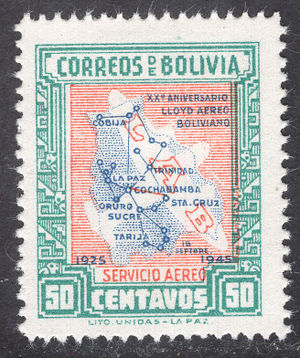 CORREOS DE BOLIVIA
XXº ANIVERSARIO
LLOYD AEREO
BOLIVIANO
COBIJA
TRINIDAD
LA PAZ
COCHABAMBA
ORURO
STA. CRUZ
SUCRE
TARIJA
15
SETBRE
1925
1945
SERVICIO AEREO
50 CENTAVOS 50
LITO. UNIDAS - LA PAZ.